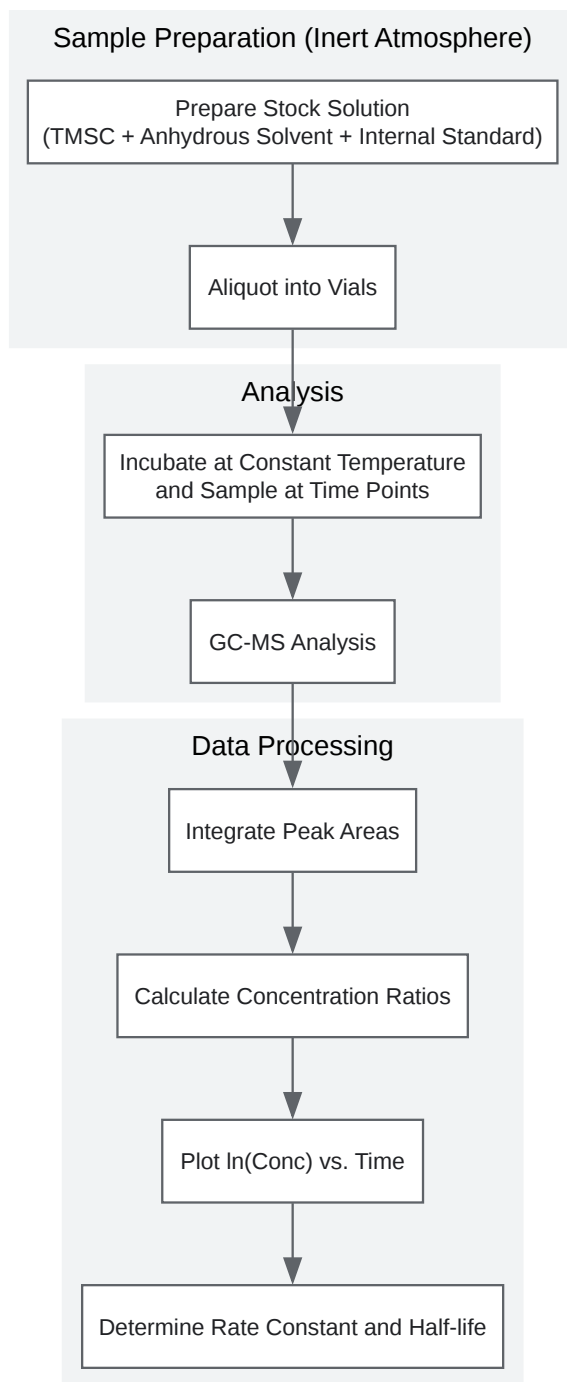 Sample Preparation (Inert Atmosphere)
Prepare Stock Solution
(TMSC + Anhydrous Solvent + Internal Standard)
Aliquot into Vials
Analysis
Incubate at Constant Temperature
and Sample at Time Points
GC-MS Analysis
Data Processing
Integrate Peak Areas
Calculate Concentration Ratios
Plot ln(Conc) vs. Time
Determine Rate Constant and Half-life